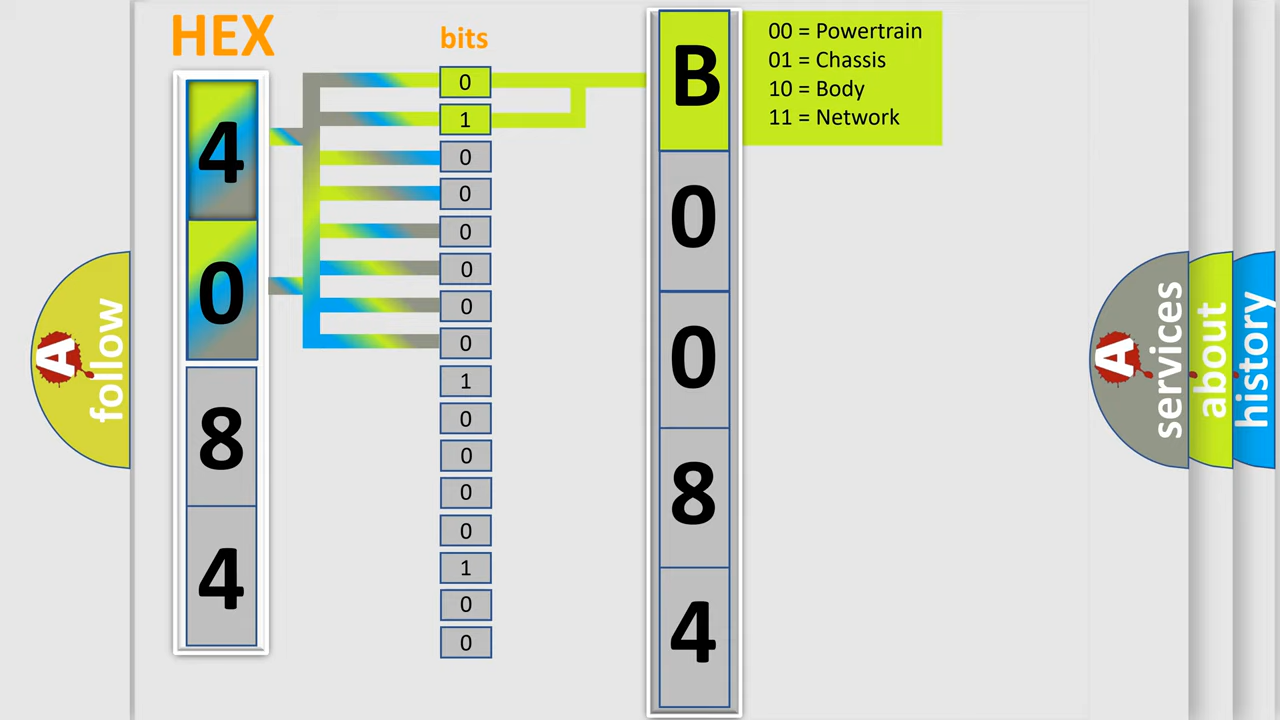 HEX
4
0
8
4
bits
0
1
0
0
0
0
0
0
1
0
0
0
0
1
0
0
B
0
0
8
4
00 = Powertrain
01 = Chassis
10 = Body
11 = Network
A
follow
A
services
about
history